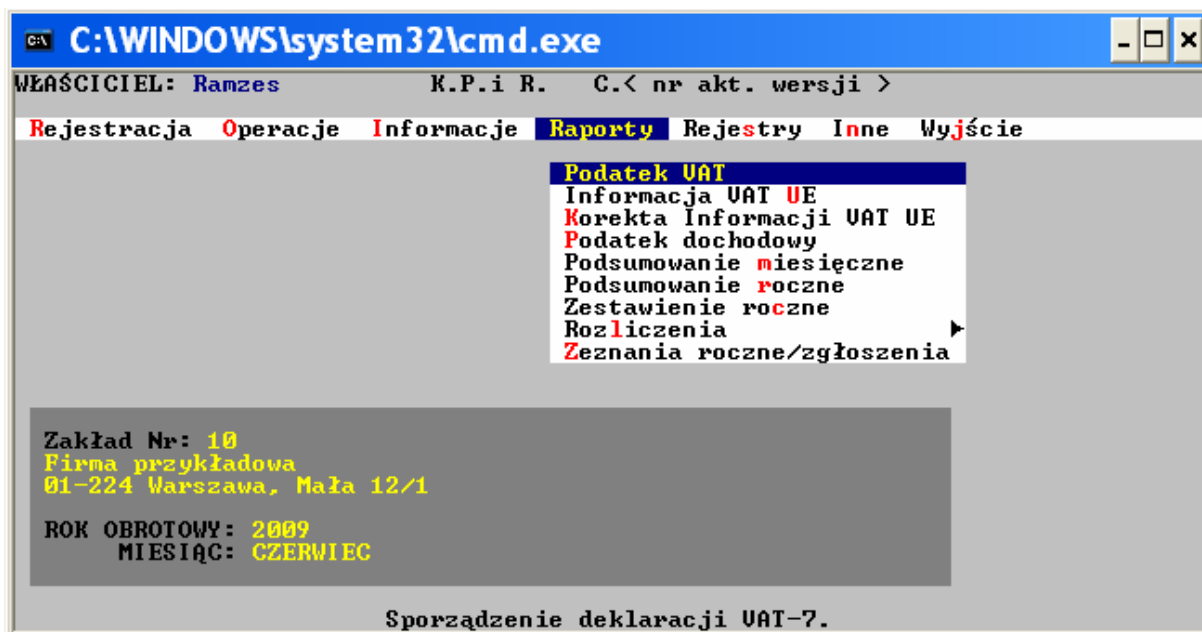 C:\WINDOWS\system32\cmd.exe
WŁAŚCICIEL: Ramzes K.P.i R. C.< nr akt. wersji >
Rejestracja Operacje Informacje Raporty Rejestry Inne Wyjście
Podatek VAT
Informacja VAT UE
Korekta Informacji VAT UE
Podatek dochodowy
Podsumowanie miesięczne
Podsumowanie roczne
Zestawienie roczne
Rozliczenia
Zeznania roczne/zgłoszenia
Zakład Nr: 10
Firma przykładowa
01-224 Warszawa, Mała 12/1
ROK OBROTOWY: 2009
MIESIĄC: CZERWIEC
Sporządzenie deklaracji VAT-7.